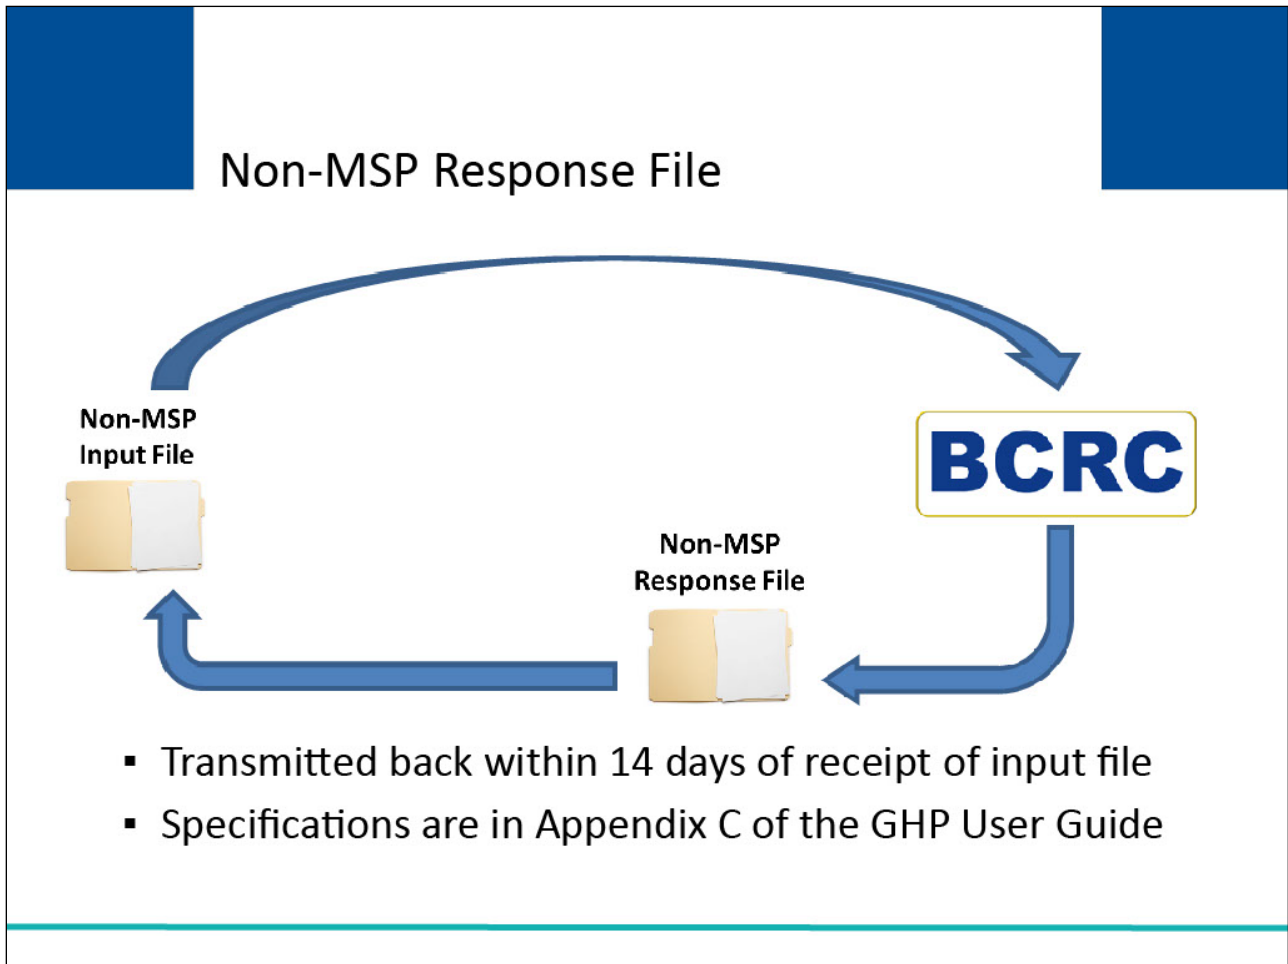 Non-MSP Response File
Non-MSP
Input File
BCRC
Non-MSP
Response File
▪ Transmitted back within 14 days of receipt of input file
▪ Specifications are in Appendix C of the GHP User Guide